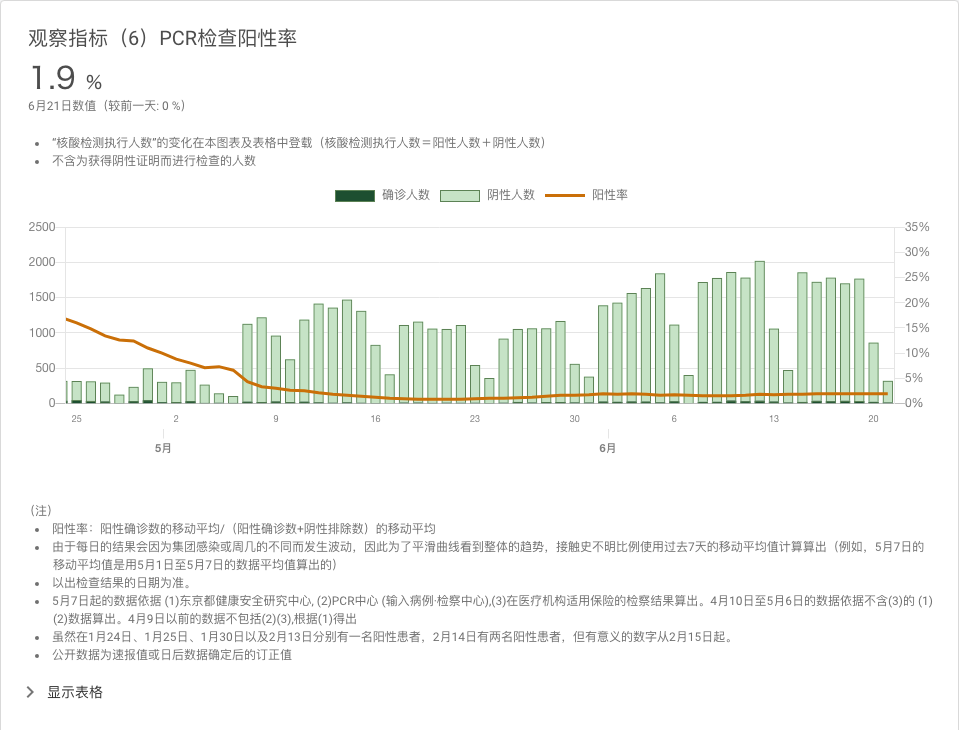 观察指标（6）PCR检查阳性率
1.9 %
6月21日数值（较前一天: 0 %）
“核酸检测执行人数”的变化在本图表及表格中登载（核酸检测执行人数＝阳性人数＋阴性人数）
不含为获得阴性证明而进行检查的人数
确诊人数 阴性人数 阳性率
2500 35%
30%
2000
25%
1500 20%
15%
1000
10%
500
5%
0 0%
25 2 9 16 23 30 6 13 20
5月 6月
（注）
阳性率：阳性确诊数的移动平均/（阳性确诊数+阴性排除数）的移动平均
由于每日的结果会因为集团感染或周几的不同而发生波动，因此为了平滑曲线看到整体的趋势，接触史不明比例使用过去7天的移动平均值计算算出（例如，5月7日的
移动平均值是用5月1日至5月7日的数据平均值算出的）
以出检查结果的日期为准。
5月7日起的数据依据 (1)东京都健康安全研究中心, (2)PCR中心 (输入病例·检察中心),(3)在医疗机构适用保险的检察结果算出。4月10日至5月6日的数据依据不含(3)的 (1)
(2)数据算出。4月9日以前的数据不包括(2)(3),根据(1)得出
虽然在1月24日、1月25日、1月30日以及2月13日分别有一名阳性患者，2月14日有两名阳性患者，但有意义的数字从2月15日起。
公开数据为速报值或日后数据确定后的订正值
显示表格